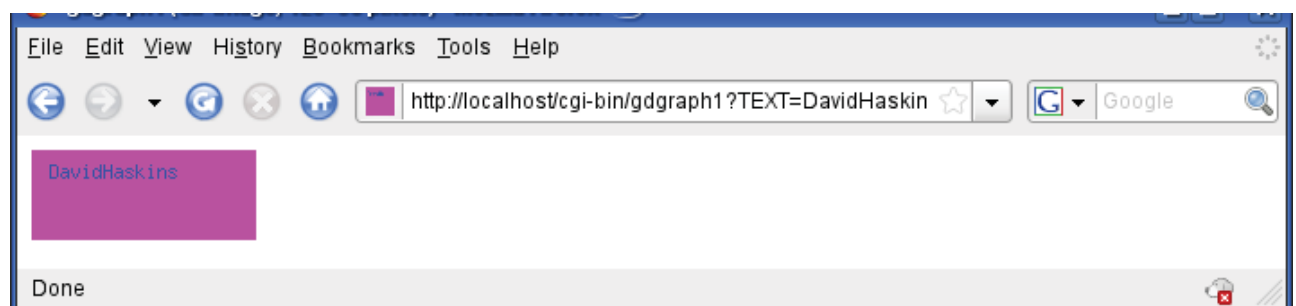 File Edit View History Bookmarks Tools Help
http://localhost/cgi-bin/gdgraph1?TEXT=DavidHaskin
G Google
DavidHaskins
Done